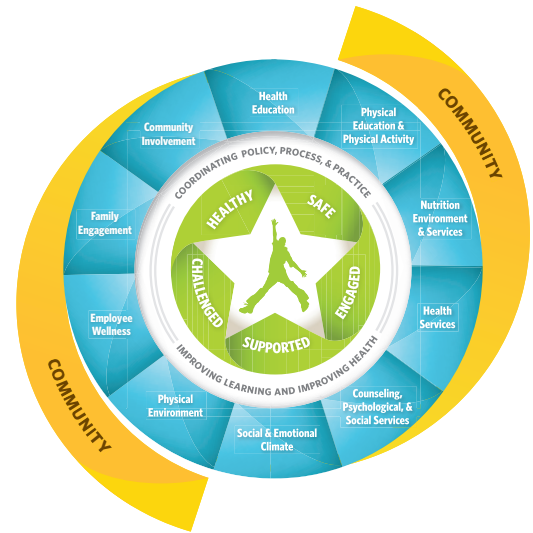 COMMUNITY
Health
Education
Physical
Education &
Physical Activity
Nutrition
Environment
& Services
Health
Services
Counseling,
Psychological, &
Social Services
Social & Emotional
Climate
Physical
Environment
Employee
Wellness
Family
Engagement
Community
Involvement
COORDINATING POLICY, PROCESS, & PRACTICE
IMPROVING LEARNING AND IMPROVING HEALTH
HEALTHY
SAFE
ENGAGED
SUPPORTED
CHALLENGED
COMMUNITY